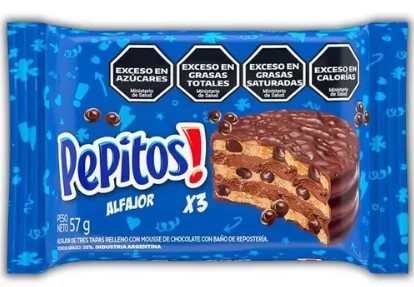 EXCESO EN
AZÚCARES
Ministerio
de Salud
EXCESO EN
GRASAS
TOTALES
Ministerio
de Salud
EXCESO EN
GRASAS
SATURADAS
Ministerio
de Salud
EXCESO EN
CALORÍAS
Ministerio
de Salud
Pepitos!
ALFAJOR X3
PESO
NETO 57 g
ALFAJOR DE TRES TAPAS RELLENO CON MOUSSE DE CHOCOLATE CON BAÑO DE REPOSTERÍA.
INDUSTRIA ARGENTINA